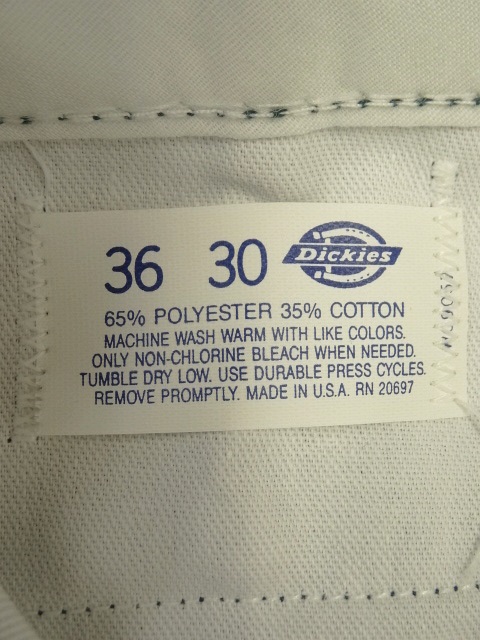 36 30 Dickies
65% POLYESTER 35% COTTON
MACHINE WASH WARM WITH LIKE COLORS.
ONLY NON-CHLORINE BLEACH WHEN NEEDED.
TUMBLE DRY LOW. USE DURABLE PRESS CYCLES.
REMOVE PROMPTLY. MADE IN U.S.A. RN 20697